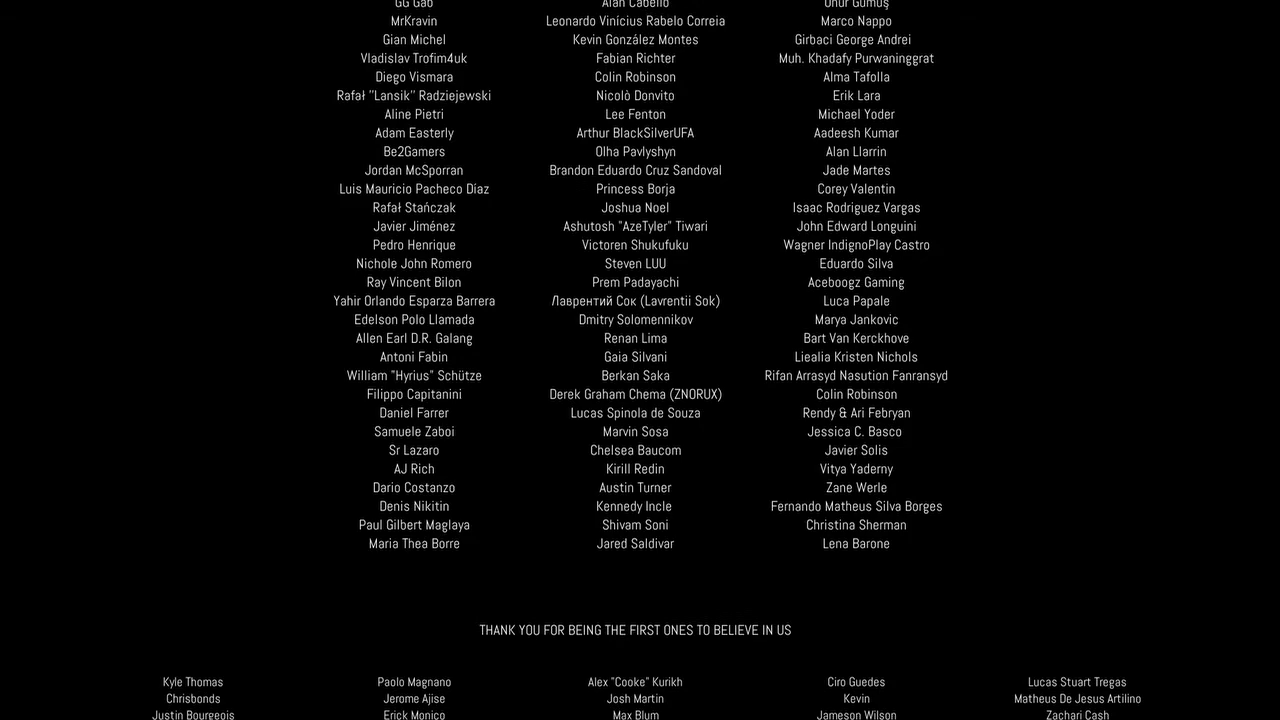 GG Gab
MrKravin
Gian Michel
Vladislav Trofim4uk
Diego Vismara
Rafał "Lansik" Radziejewski
Aline Pietri
Adam Easterly
Be2Gamers
Jordan McSporran
Luis Mauricio Pacheco Díaz
Rafał Stańczak
Javier Jiménez
Pedro Henrique
Nichole John Romero
Ray Vincent Bilon
Yahir Orlando Esparza Barrera
Edelson Polo Llamada
Allen Earl D.R. Galang
Antoni Fabin
William "Hyrius" Schütze
Filippo Capitanini
Daniel Farrer
Samuele Zaboi
Sr Lazaro
AJ Rich
Dario Costanzo
Denis Nikitin
Paul Gilbert Maglaya
Maria Thea Borre
Alan Cabello
Leonardo Vinícius Rabelo Correia
Kevin González Montes
Fabian Richter
Colin Robinson
Nicolò Donvito
Lee Fenton
Arthur BlackSilverUFA
Olha Pavlyshyn
Brandon Eduardo Cruz Sandoval
Princess Borja
Joshua Noel
Ashutosh "AzeTyler" Tiwari
Victoren Shukufuku
Steven LUU
Prem Padayachi
Лаврентий Сок (Lavrentii Sok)
Dmitry Solomennikov
Renan Lima
Gaia Silvani
Berkan Saka
Derek Graham Chema (ZNORUX)
Lucas Spinola de Souza
Marvin Sosa
Chelsea Baucom
Kirill Redin
Austin Turner
Kennedy Incle
Shivam Soni
Jared Saldivar
Onur Gümüş
Marco Nappo
Girbaci George Andrei
Muh. Khadafy Purwaninggrat
Alma Tafolla
Erik Lara
Michael Yoder
Aadeesh Kumar
Alan Llarrin
Jade Martes
Corey Valentin
Isaac Rodriguez Vargas
John Edward Longuini
Wagner IndignoPlay Castro
Eduardo Silva
Aceboogz Gaming
Luca Papale
Marya Jankovic
Bart Van Kerckhove
Liealia Kristen Nichols
Rifan Arrasyd Nasution Fanransyd
Colin Robinson
Rendy & Ari Febryan
Jessica C. Basco
Javier Solis
Vitya Yaderny
Zane Werle
Fernando Matheus Silva Borges
Christina Sherman
Lena Barone
THANK YOU FOR BEING THE FIRST ONES TO BELIEVE IN US
Kyle Thomas
Chrisbonds
Justin Bourgeois
Paolo Magnano
Jerome Ajise
Erick Monico
Alex "Cooke" Kurikh
Josh Martin
Max Blum
Ciro Guedes
Kevin
Jameson Wilson
Lucas Stuart Tregas
Matheus De Jesus Artilino
Zachari Cash